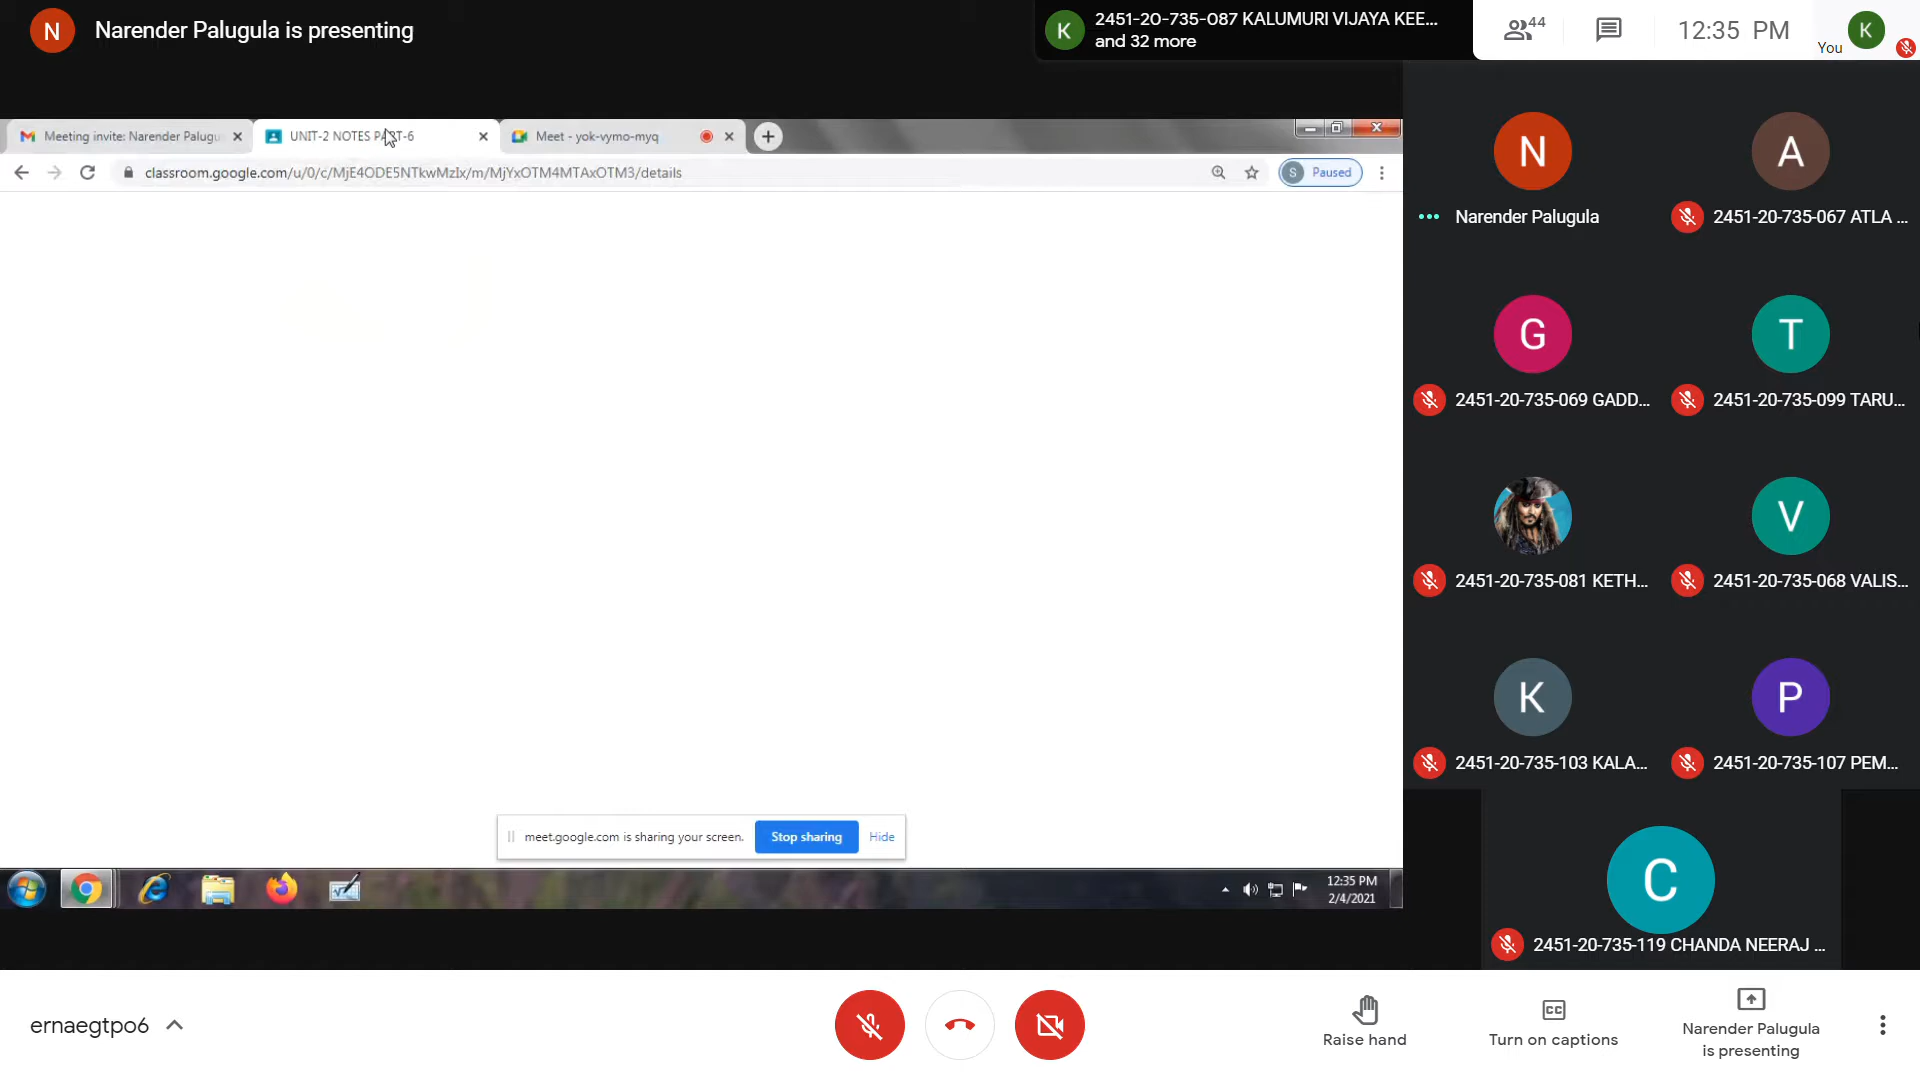 N
Narender Palugula is presenting
K
2451-20-735-087 KALUMURI VIJAYA KEE...
and 32 more
44
12:35 PM
You
K
Meeting invite: Narender Palugu
UNIT-2 NOTES PART-6
Meet - yok-vymo-myq
classroom.google.com/u/0/c/MjE4ODE5NTkwMzIx/m/MjYxOTM4MTAxOTM3/details
S
Paused
N
Narender Palugula
A
2451-20-735-067 ATLA ...
G
2451-20-735-069 GADD...
T
2451-20-735-099 TARU...
2451-20-735-081 KETH...
V
2451-20-735-068 VALIS...
K
2451-20-735-103 KALA...
P
2451-20-735-107 PEM...
C
2451-20-735-119 CHANDA NEERAJ ...
meet.google.com is sharing your screen.
Stop sharing
Hide
12:35 PM
2/4/2021
ernaegtpo6
Raise hand
CC
Turn on captions
Narender Palugula
is presenting